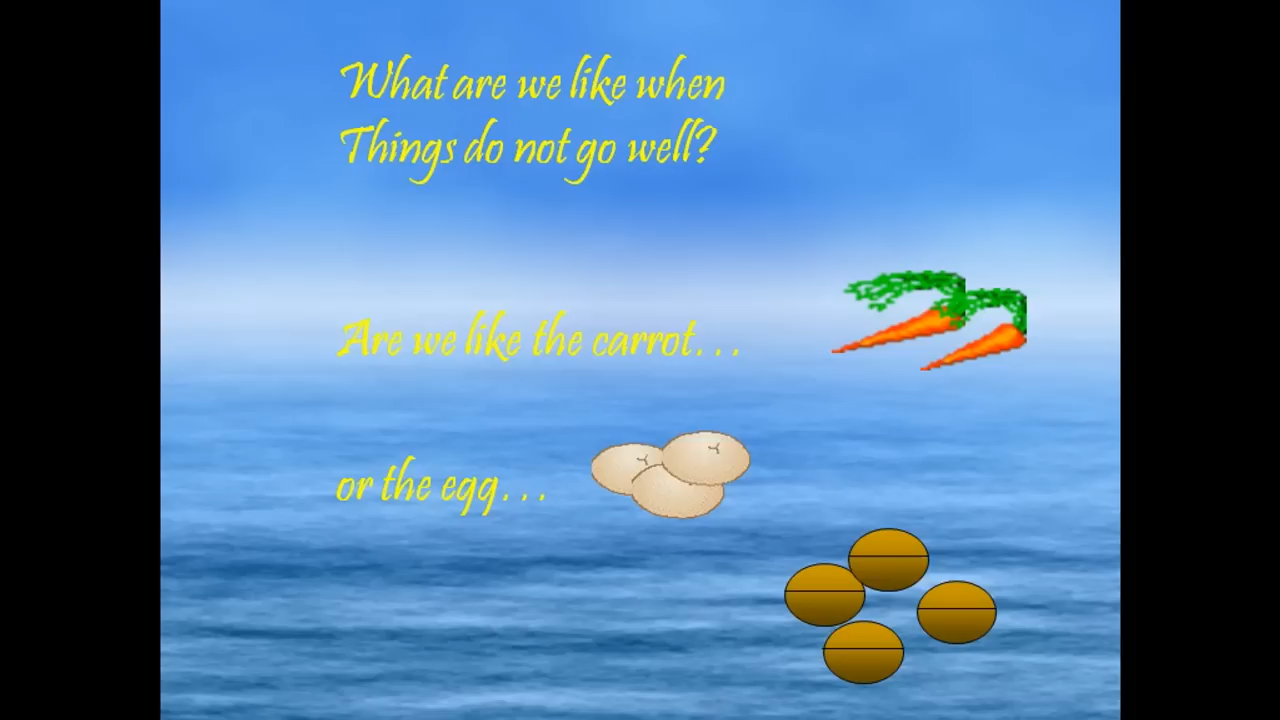 What are we like when
Things do not go well?
Are we like the carrot...
or the egg...